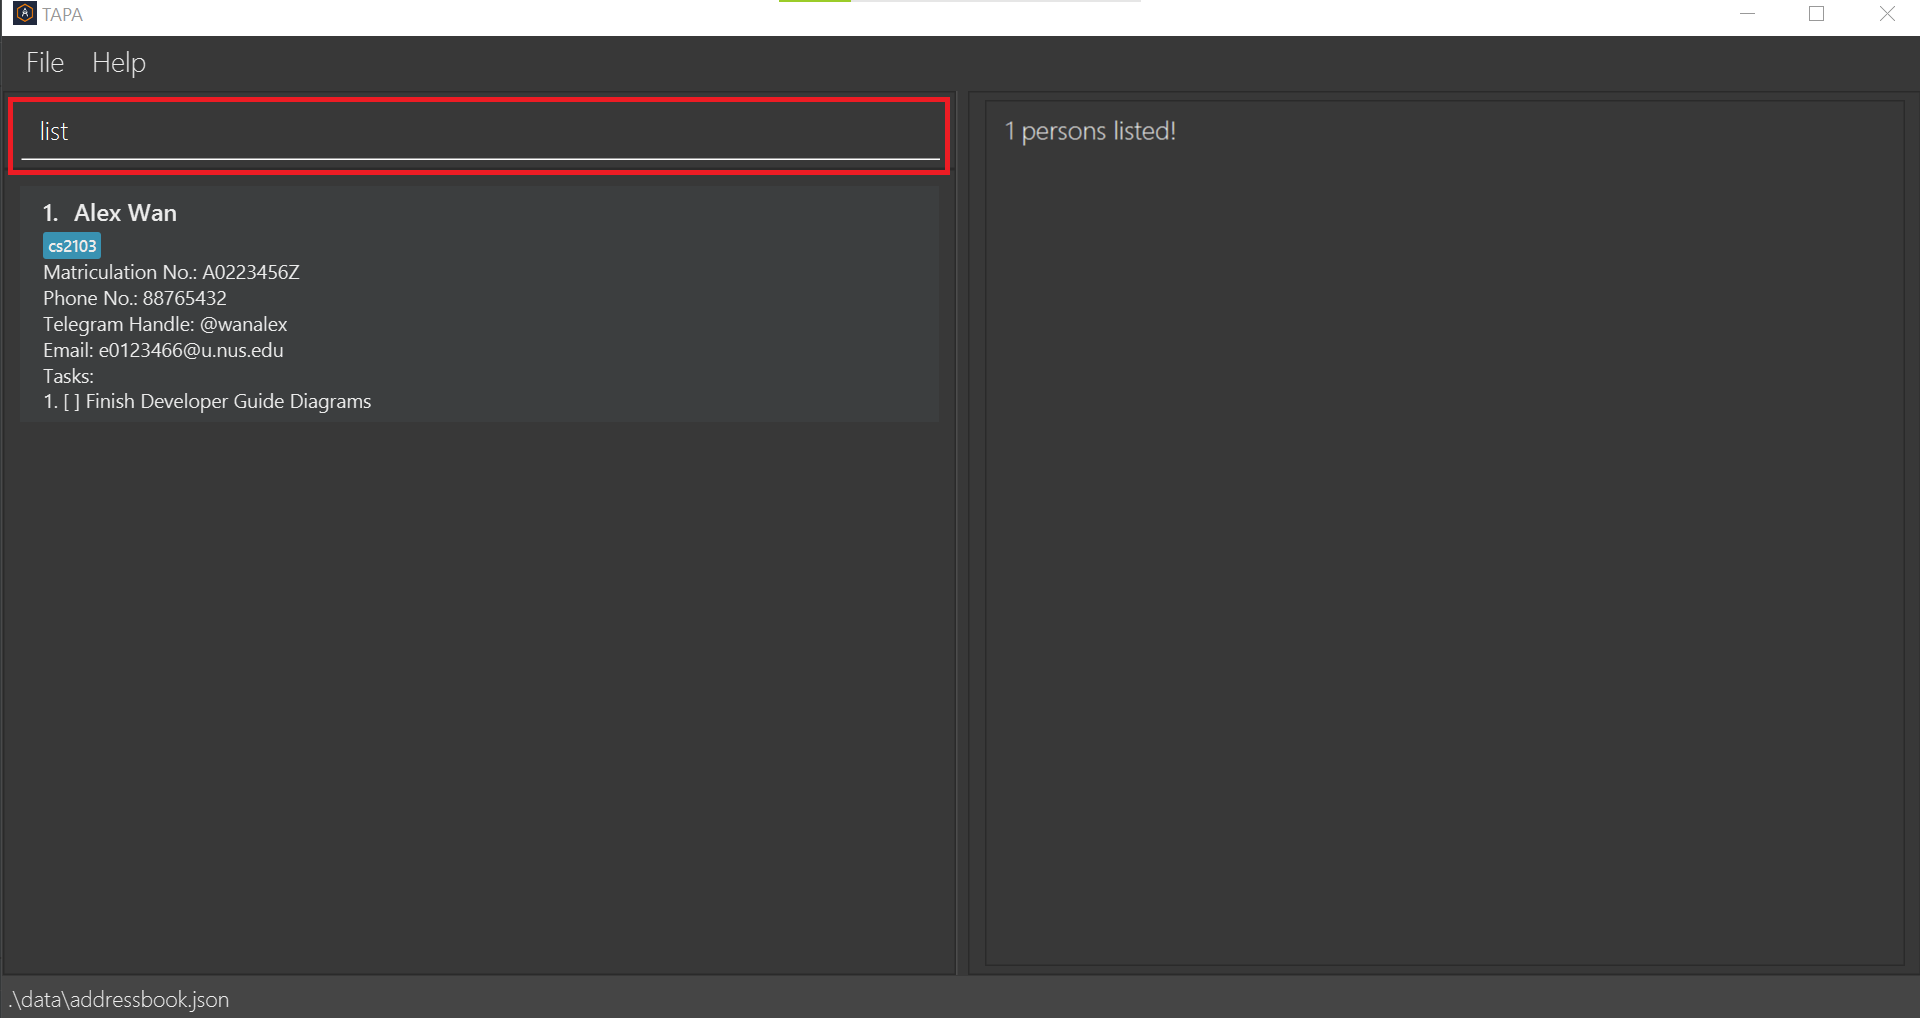 TAPA
File Help
list
1. Alex Wan
cs2103
Matriculation No.: A0223456Z
Phone No.: 88765432
Telegram Handle: @wanalex
Email: e0123466@u.nus.edu
Tasks:
1. [ ] Finish Developer Guide Diagrams
1 persons listed!
.\data\addressbook.json